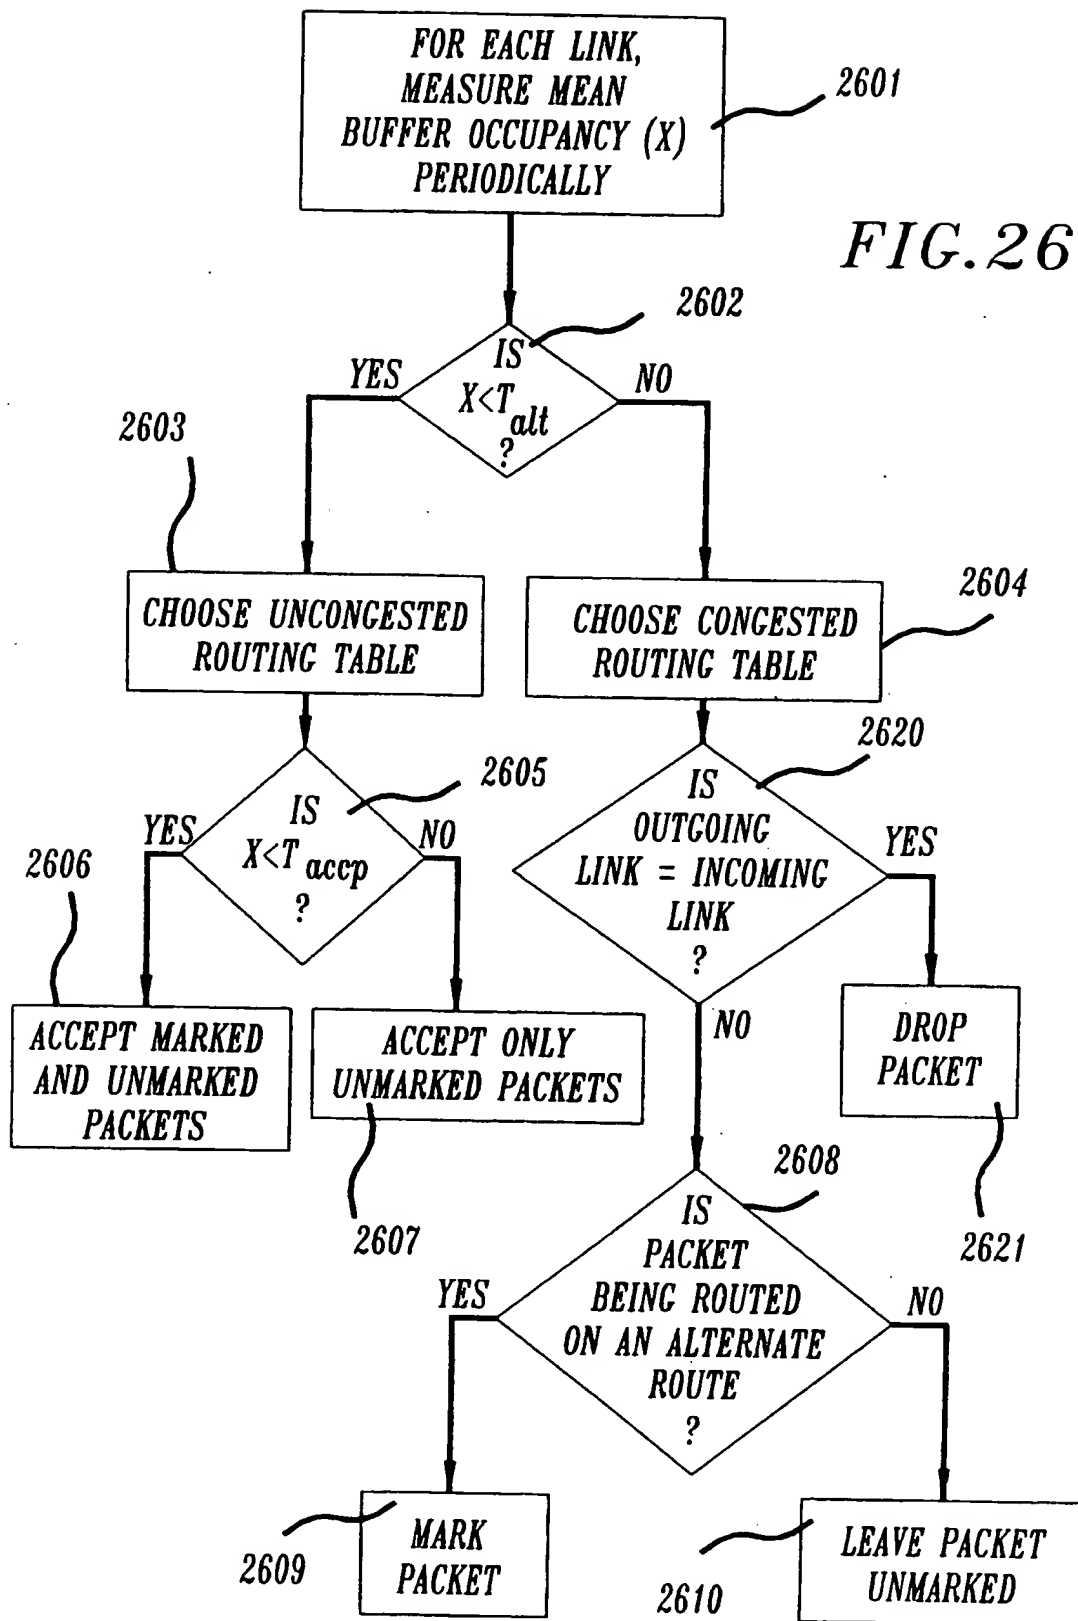 FOR EACH LINK,
MEASURE MEAN
BUFFER OCCUPANCY (X)
PERIODICALLY
2601
FIG.26
2602
IS
X<T alt
?
YES
NO
2603
CHOOSE UNCONGESTED
ROUTING TABLE
CHOOSE CONGESTED
ROUTING TABLE
2604
2605
IS
X<T accp
?
YES
NO
2620
IS
OUTGOING
LINK = INCOMING
LINK
?
YES
NO
2606
ACCEPT MARKED
AND UNMARKED
PACKETS
ACCEPT ONLY
UNMARKED PACKETS
2607
DROP
PACKET
2621
2608
IS
PACKET
BEING ROUTED
ON AN ALTERNATE
ROUTE
?
YES
NO
MARK
PACKET
2609
LEAVE PACKET
UNMARKED
2610